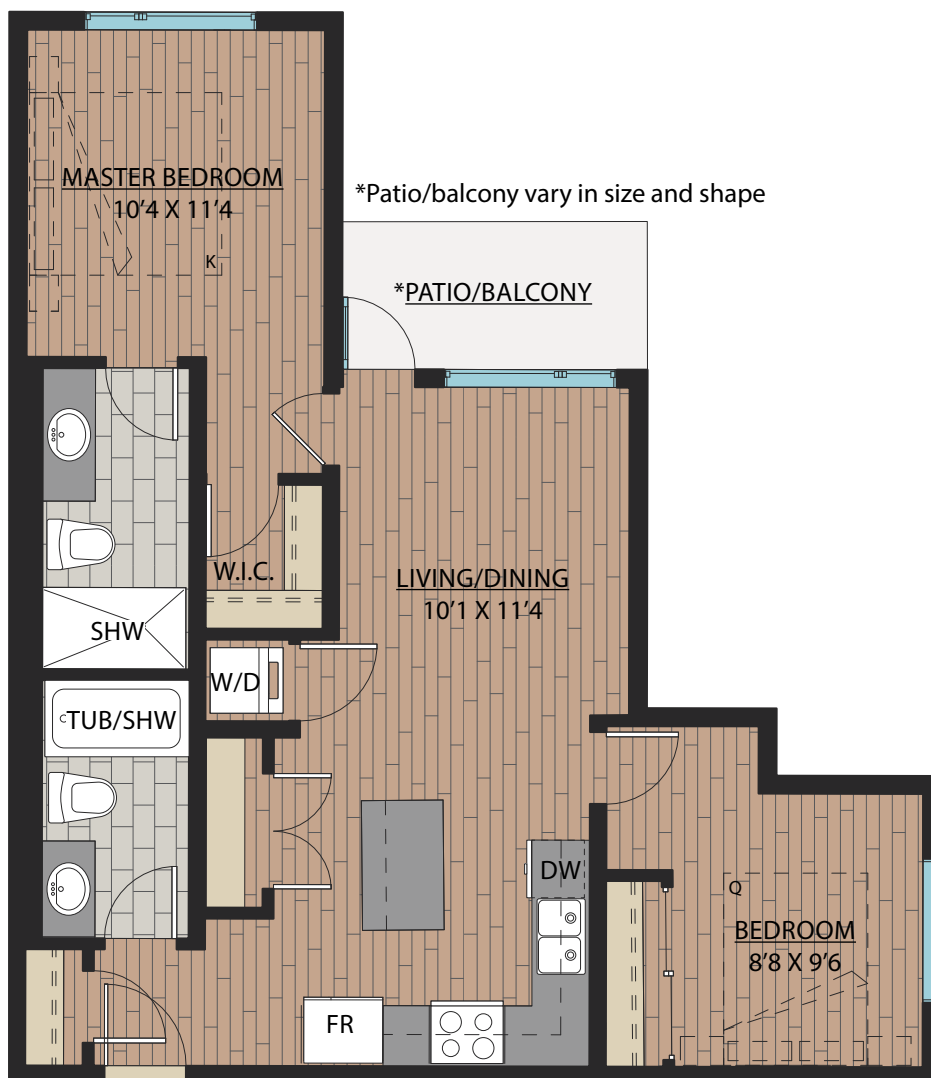 MASTER BEDROOM
10’4 X 11’4
K
*Patio/balcony vary in size and shape
*PATIO/BALCONY
W.I.C.
LIVING/DINING
10’1 X 11’4
SHW
W/D
TUB/SHW
DW
Q
BEDROOM
8’8 X 9’6
FR